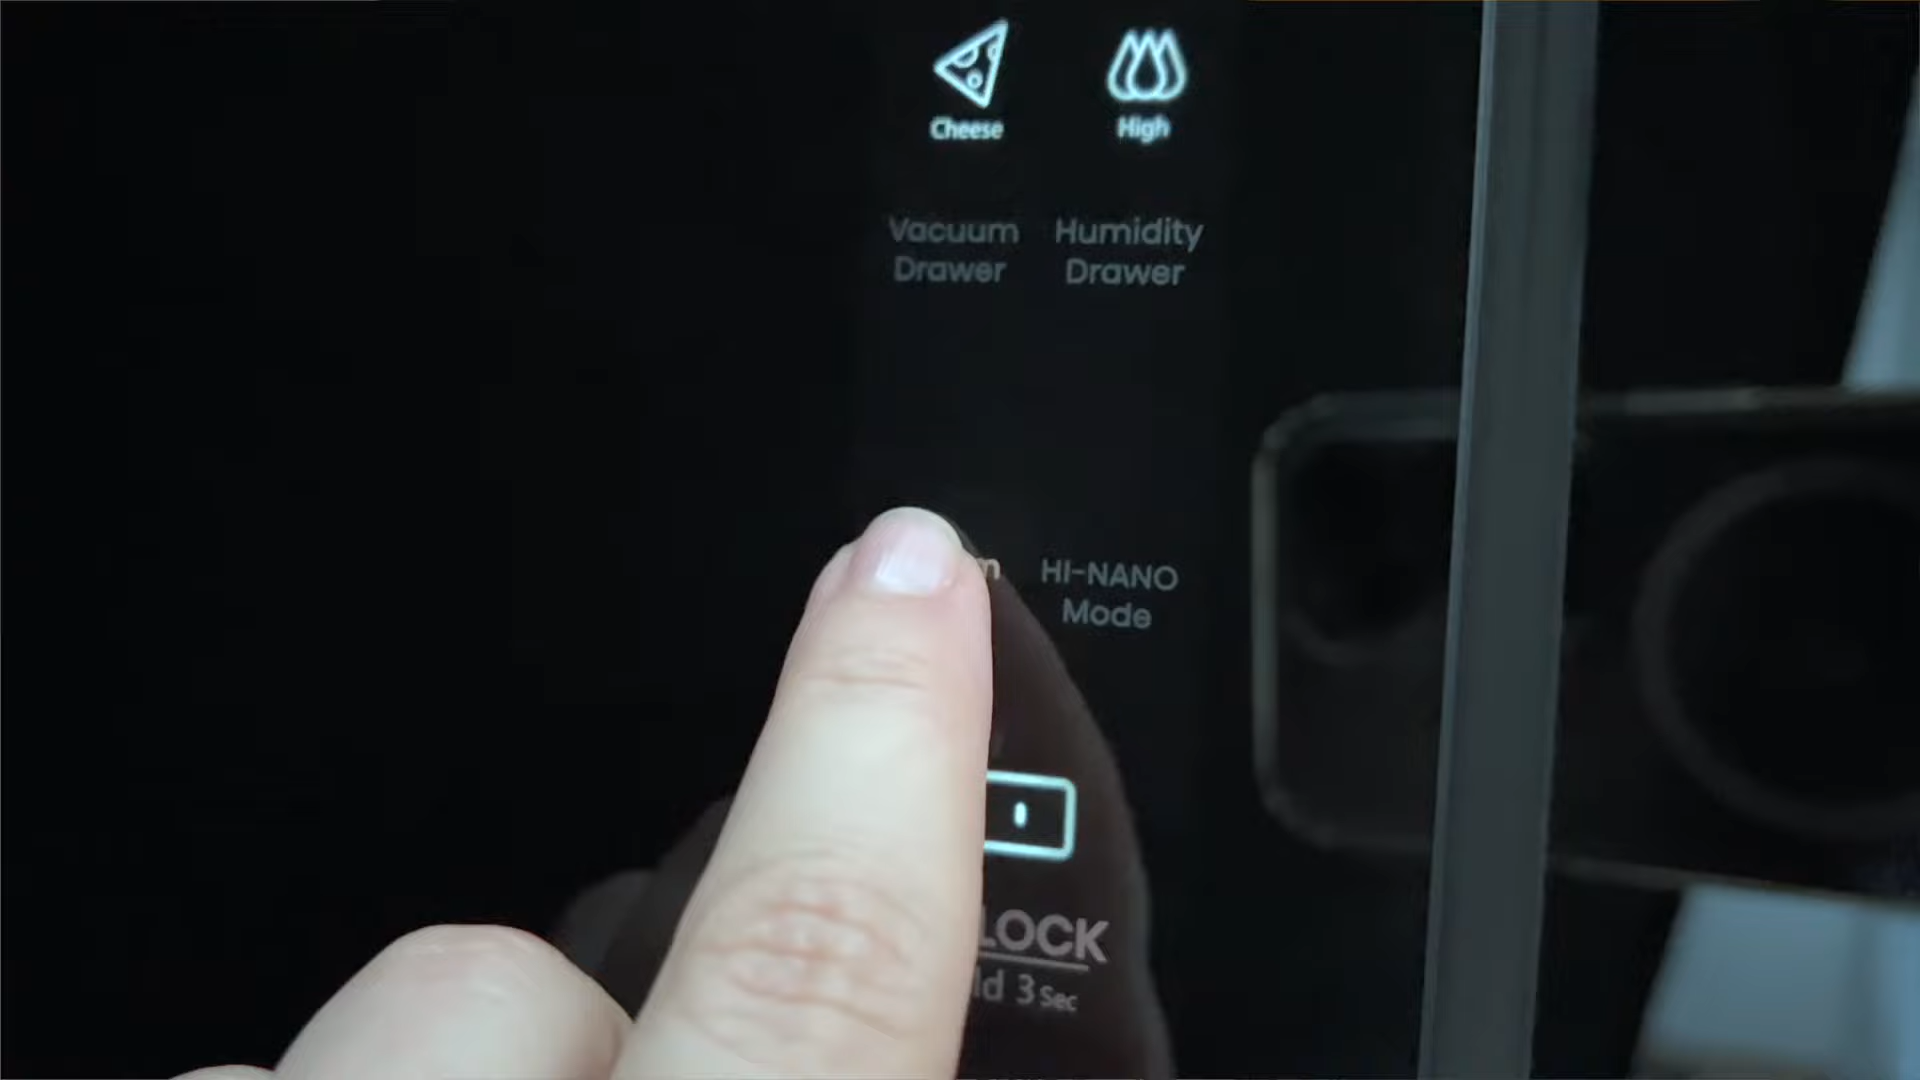 Cheese
High
Vacuum
Drawer
Humidity
Drawer
HI-NANO
Mode
LOCK
3 Sec